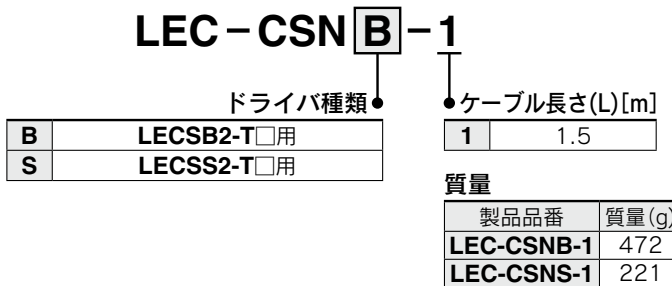 LEC－CSN B－1
ドライバ種類
ケーブル長さ(L)[m]
B LECSB2-T□用
S LECSS2-T□用
1 1.5
質量
製品品番 質量(g)
LEC-CSNB-1 472
LEC-CSNS-1 221